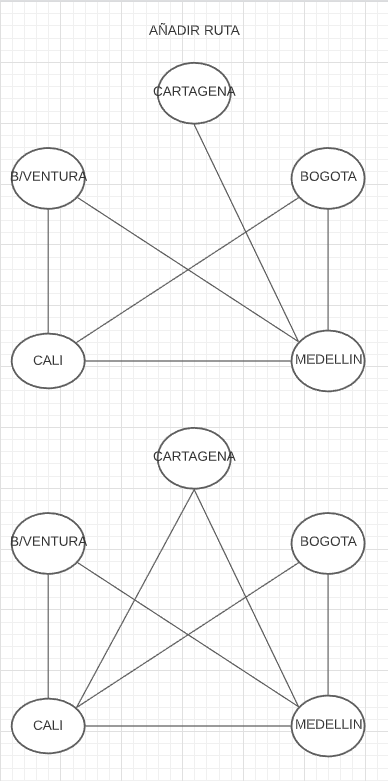 AÑADIR RUTA
CARTAGENA
B/VENTURA
BOGOTA
CALI
MEDELLIN
CARTAGENA
B/VENTURA
BOGOTA
CALI
MEDELLIN